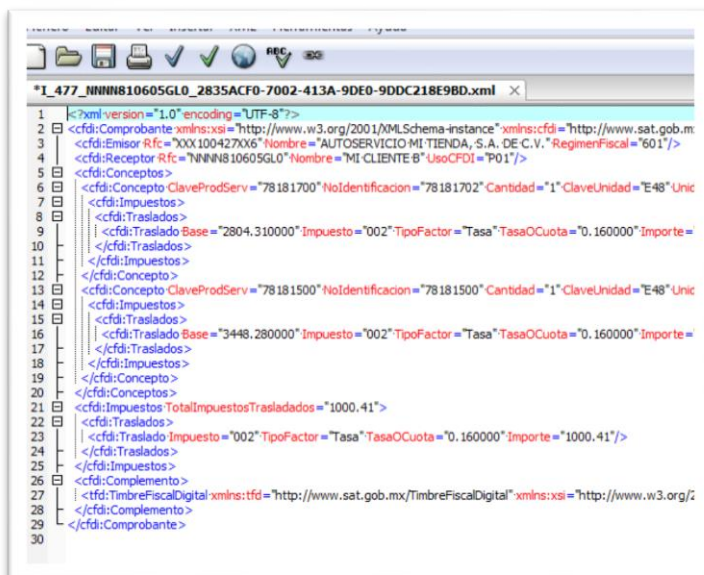 ABC
*I_477_NNNN810605GL0_2835ACF0-7002-413A-9DE0-9DDC218E9BD.xml ×
1 <?xml version="1.0" encoding="UTF-8"?>
2 <cfdi:Comprobante xmlns:xsi="http://www.w3.org/2001/XMLSchema-instance" xmlns:cfdi="http://www.sat.gob.m
3 <cfdi:Emisor Rfc="XXX100427XX6" Nombre="AUTOSERVICIO MI TIENDA, S.A. DE C.V." RegimenFiscal="601"/>
4 <cfdi:Receptor Rfc="NNNN810605GL0" Nombre="MI CLIENTE B" UsoCFDI="P01"/>
5 <cfdi:Conceptos>
6 <cfdi:Concepto ClaveProdServ="78181700" NoIdentificacion="78181702" Cantidad="1" ClaveUnidad="E48" Unid
7 <cfdi:Impuestos>
8 <cfdi:Traslados>
9 <cfdi:Traslado Base="2804.310000" Impuesto="002" TipoFactor="Tasa" TasaOCuota="0.160000" Importe=
10 </cfdi:Traslados>
11 </cfdi:Impuestos>
12 </cfdi:Concepto>
13 <cfdi:Concepto ClaveProdServ="78181700" NoIdentificacion="78181500" Cantidad="1" ClaveUnidad="E48" Unid
14 <cfdi:Impuestos>
15 <cfdi:Traslados>
16 <cfdi:Traslado Base="3448.280000" Impuesto="002" TipoFactor="Tasa" TasaOCuota="0.160000" Importe=
17 </cfdi:Traslados>
18 </cfdi:Impuestos>
19 </cfdi:Concepto>
20 </cfdi:Conceptos>
21 <cfdi:Impuestos TotalImpuestosTrasladados="1000.41">
22 <cfdi:Traslados>
23 <cfdi:Traslado Impuesto="002" TipoFactor="Tasa" TasaOCuota="0.160000" Importe="1000.41"/>
24 </cfdi:Traslados>
25 </cfdi:Impuestos>
26 <cfdi:Complemento>
27 <tfd:TimbreFiscalDigital xmlns:tfd="http://www.sat.gob.mx/TimbreFiscalDigital" xmlns:xsi="http://www.w3.org/2
28 </cfdi:Complemento>
29 </cfdi:Comprobante>
30